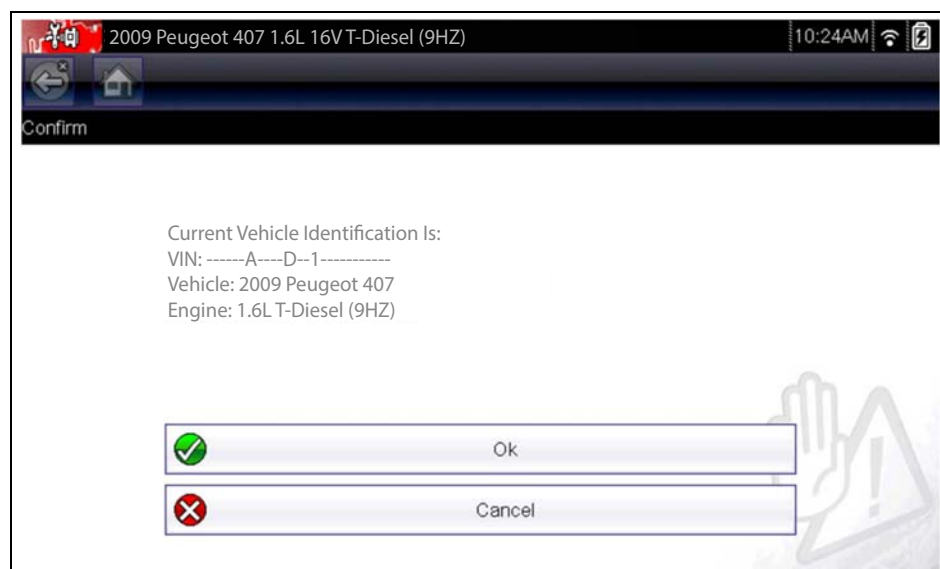 2009 Peugeot 407 1.6L 16V T-Diesel (9HZ) 10:24AM
Confirm
Current Vehicle Identification Is:
VIN: ------A----D--1-----------
Vehicle: 2009 Peugeot 407
Engine: 1.6L T-Diesel (9HZ)
Ok
Cancel